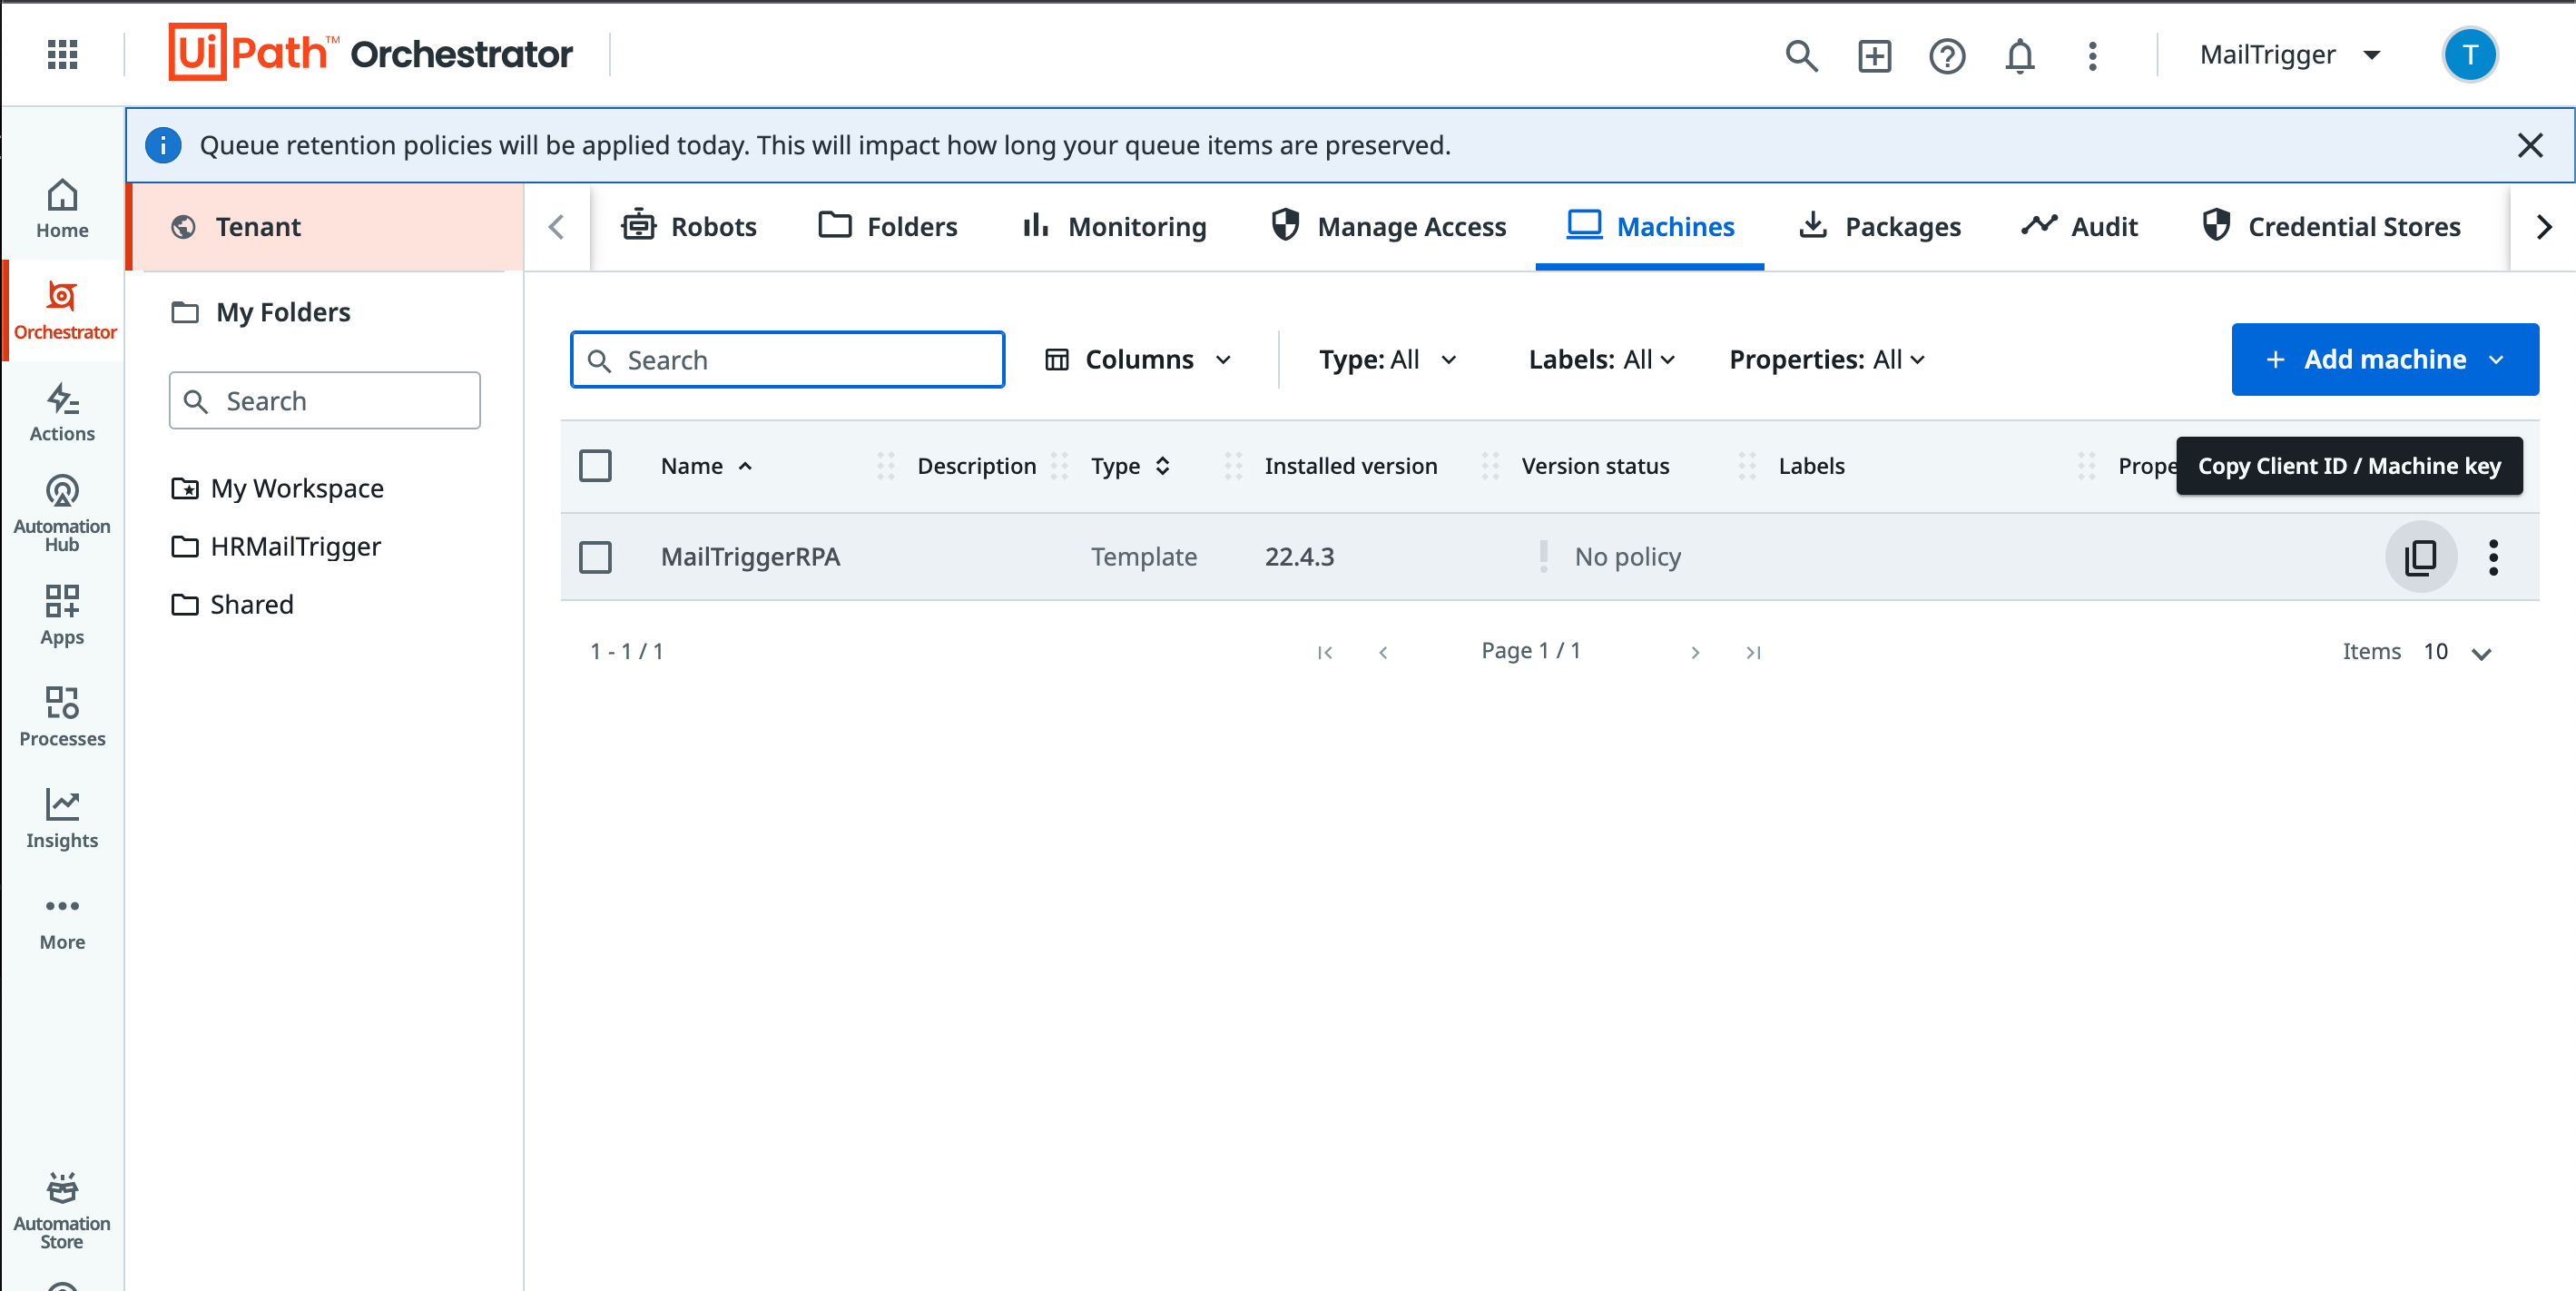 UiPath™ Orchestrator
MailTrigger
T
Queue retention policies will be applied today. This will impact how long your queue items are preserved.
Home
Orchestrator
Actions
Automation
Hub
Apps
Processes
Insights
More
Automation
Store
Tenant
My Folders
Search
My Workspace
HRMailTrigger
Shared
Robots
Folders
Monitoring
Manage Access
Machines
Packages
Audit
Credential Stores
Search
Columns
Type: All
Labels: All
Properties: All
Add machine
Name
Description
Type
Installed version
Version status
Labels
Prope
Copy Client ID / Machine key
MailTriggerRPA
Template
22.4.3
No policy
1 - 1 / 1
Page 1 / 1
Items 10